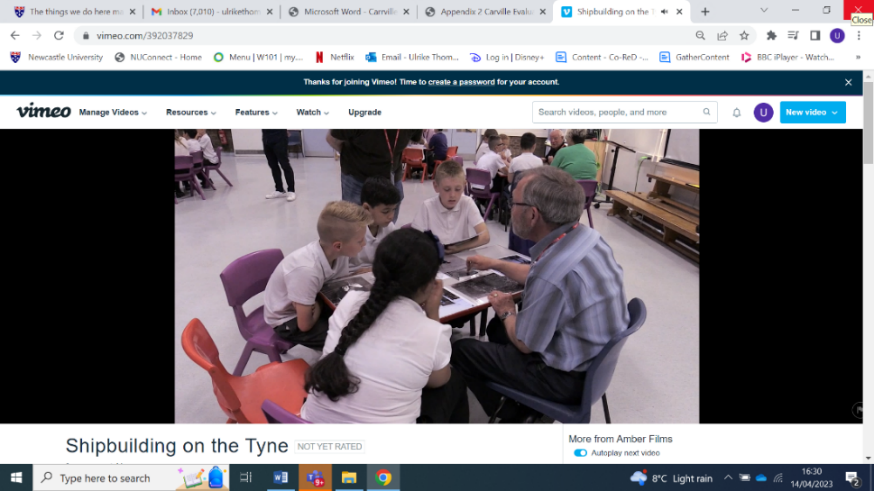 The things we do here ma
Inbox (7,010) - ulrikethom
Microsoft Word - Carrville
Appendix 2 Carville Evalu
Shipbuilding on the
Close
vimeo.com/392037829
Newcastle University
NUConnect - Home
Menu | W101 | my...
Netflix
Email - Ulrike Thom...
Log in | Disney+
Content - Co-ReD -...
GatherContent
BBC iPlayer - Watch...
»
Thanks for joining Vimeo! Time to create a password for your account.
vimeo
Manage Videos
Resources
Features
Watch
Upgrade
Search videos, people, and more
U
New video
Shipbuilding on the Tyne
NOT YET RATED
More from Amber Films
Autoplay next video
Type here to search
9+
8°C Light rain
16:30
14/04/2023
2